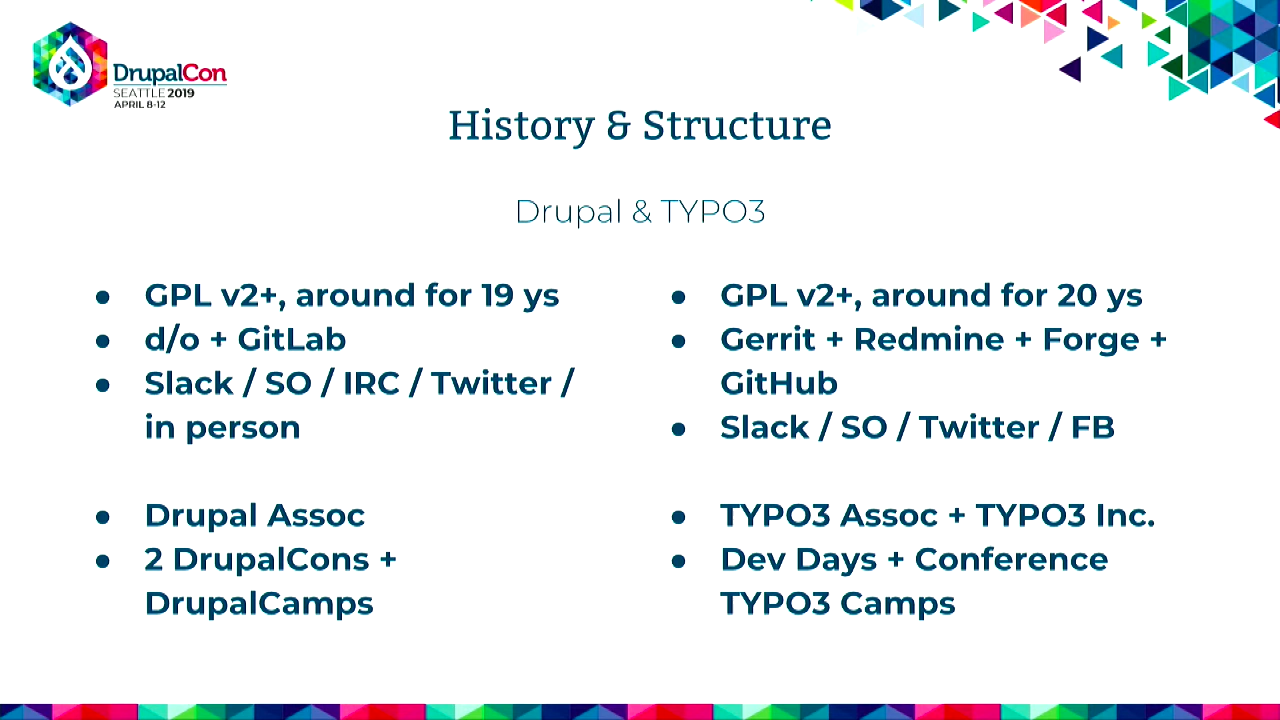 DrupalCon
SEATTLE 2019
APRIL 8-12
History & Structure
Drupal & TYPO3
● GPL v2+, around for 19 ys
● d/o + GitLab
● Slack / SO / IRC / Twitter /
in person
● Drupal Assoc
● 2 DrupalCons +
DrupalCamps
● GPL v2+, around for 20 ys
● Gerrit + Redmine + Forge +
GitHub
● Slack / SO / Twitter / FB
● TYPO3 Assoc + TYPO3 Inc.
● Dev Days + Conference
TYPO3 Camps